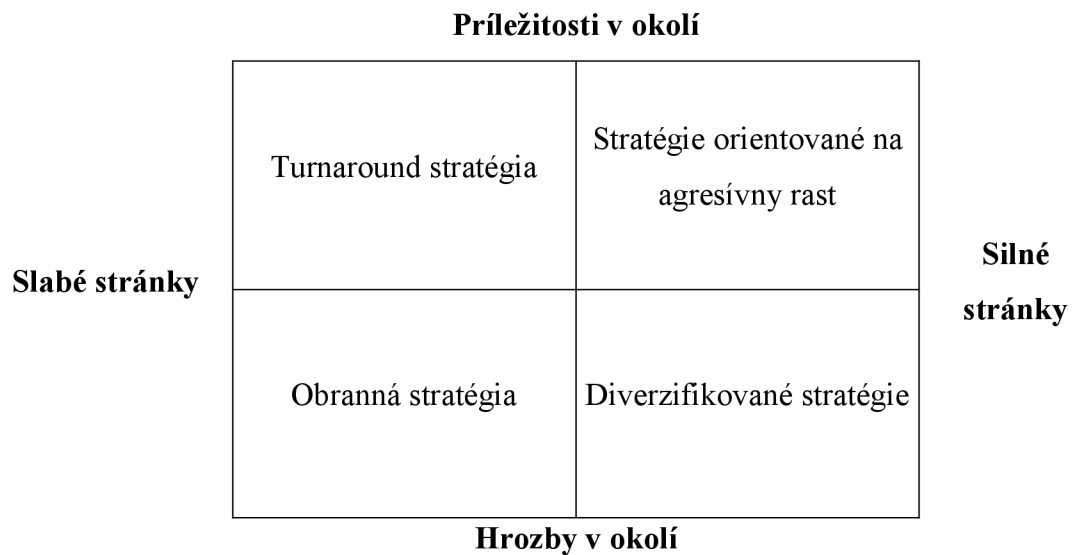 Príležitosti v okolí
Turnaround stratégia
Stratégie orientované na
agresívny rast
Slabé stránky
Silné
stránky
Obranná stratégia
Diverzifikované stratégie
Hrozby v okolí